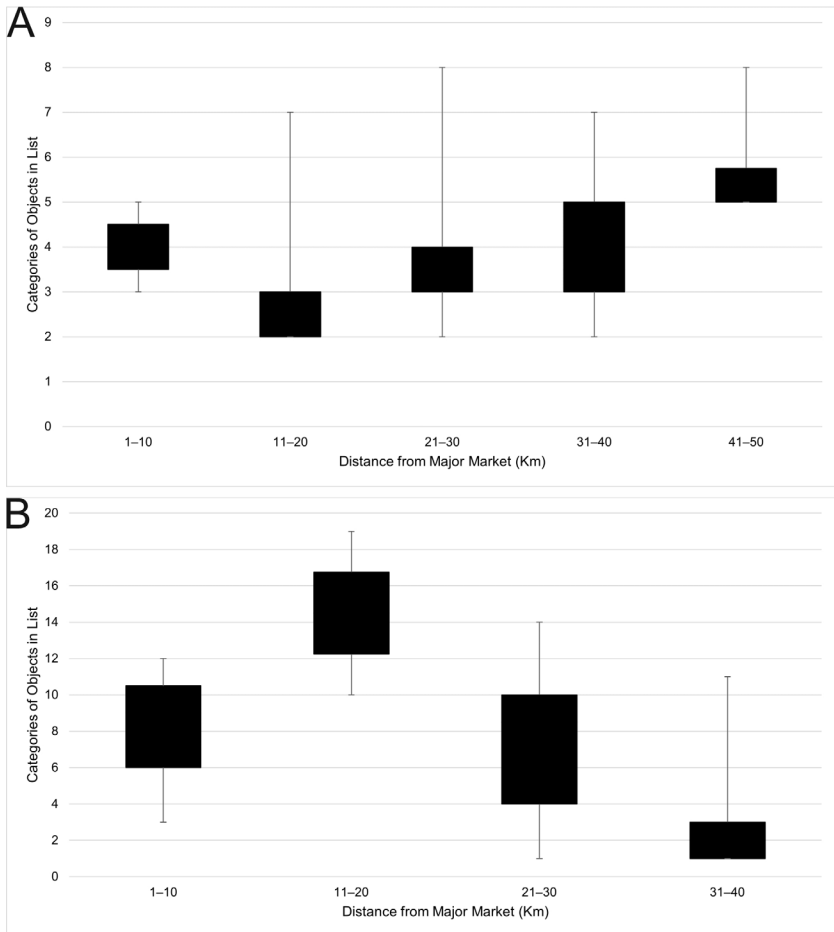 A
9
8
7
6
5
4
3
2
1
0
Categories of Objects in List
1–10 11–20 21–30 31–40 41–50
Distance from Major Market (Km)
B
20
18
16
14
12
10
8
6
4
2
0
Categories of Objects in List
1–10 11–20 21–30 31–40
Distance from Major Market (Km)